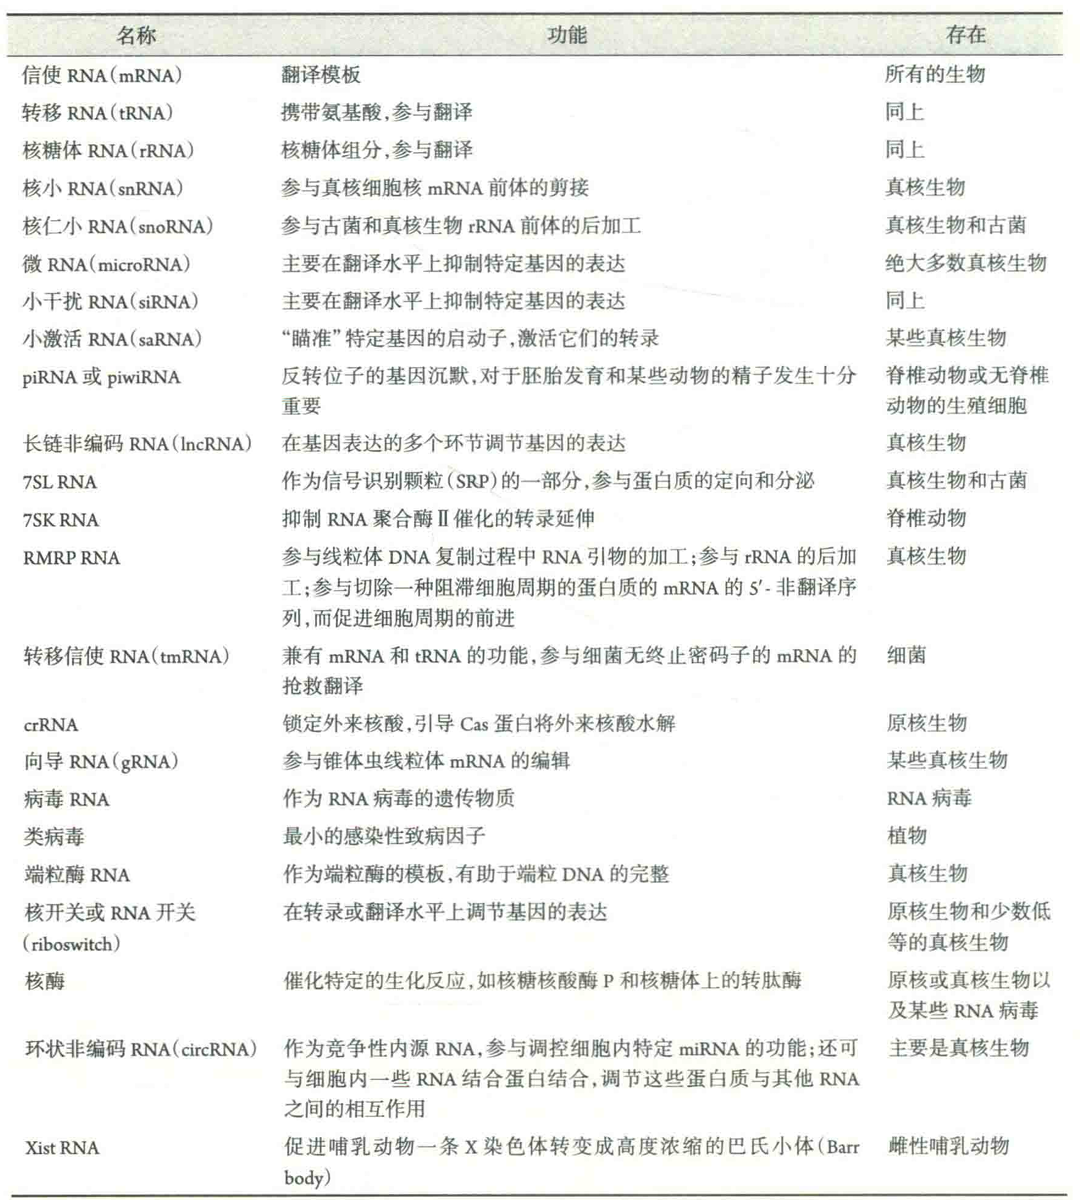 名称 功能 存在
信使 RNA(mRNA) 翻译模板 所有的生物
转移 RNA(tRNA) 携带氨基酸,参与翻译 同上
核糖体 RNA(rRNA) 核糖体组分,参与翻译 同上
核小 RNA(snRNA) 参与真核细胞核 mRNA 前体的剪接 真核生物
核仁小 RNA(snoRNA) 参与古菌和真核生物 rRNA 前体的后加工 真核生物和古菌
微 RNA(microRNA) 主要在翻译水平上抑制特定基因的表达 绝大多数真核生物
小干扰 RNA(siRNA) 主要在翻译水平上抑制特定基因的表达 同上
小激活 RNA(saRNA) “瞄准”特定基因的启动子,激活它们的转录 某些真核生物
piRNA 或 piwiRNA 反转位子的基因沉默,对于胚胎发育和某些动物的精子发生十分 脊椎动物或无脊椎
重要 动物的生殖细胞
长链非编码 RNA(lncRNA) 在基因表达的多个环节调节基因的表达 真核生物
7SL RNA 作为信号识别颗粒(SRP)的一部分,参与蛋白质的定向和分泌 真核生物和古菌
7SK RNA 抑制 RNA 聚合酶Ⅱ催化的转录延伸 脊椎动物
RMRP RNA 参与线粒体 DNA 复制过程中 RNA 引物的加工;参与 rRNA 的后加 真核生物
工;参与切除一种阻滞细胞周期的蛋白质的 mRNA 的 5′- 非翻译序
列,而促进细胞周期的前进
转移信使 RNA(tmRNA) 兼有 mRNA 和 tRNA 的功能,参与细菌无终止密码子的 mRNA 的 细菌
抢救翻译
crRNA 锁定外来核酸,引导 Cas 蛋白将外来核酸水解 原核生物
向导 RNA(gRNA) 参与锥体虫线粒体 mRNA 的编辑 某些真核生物
病毒 RNA 作为 RNA 病毒的遗传物质 RNA 病毒
类病毒 最小的感染性致病因子 植物
端粒酶 RNA 作为端粒酶的模板,有助于端粒 DNA 的完整 真核生物
核开关或 RNA 开关 在转录或翻译水平上调节基因的表达 原核生物和少数低
(riboswitch) 等的真核生物
核酶 催化特定的生化反应,如核糖核酸酶 P 和核糖体上的转肽酶 原核或真核生物以
及某些 RNA 病毒
环状非编码 RNA(circRNA) 作为竞争性内源 RNA,参与调控细胞内特定 miRNA 的功能;还可 主要是真核生物
与细胞内一些 RNA 结合蛋白结合,调节这些蛋白质与其他 RNA
之间的相互作用
Xist RNA 促进哺乳动物一条 X 染色体转变成高度浓缩的巴氏小体(Barr 雌性哺乳动物
body)